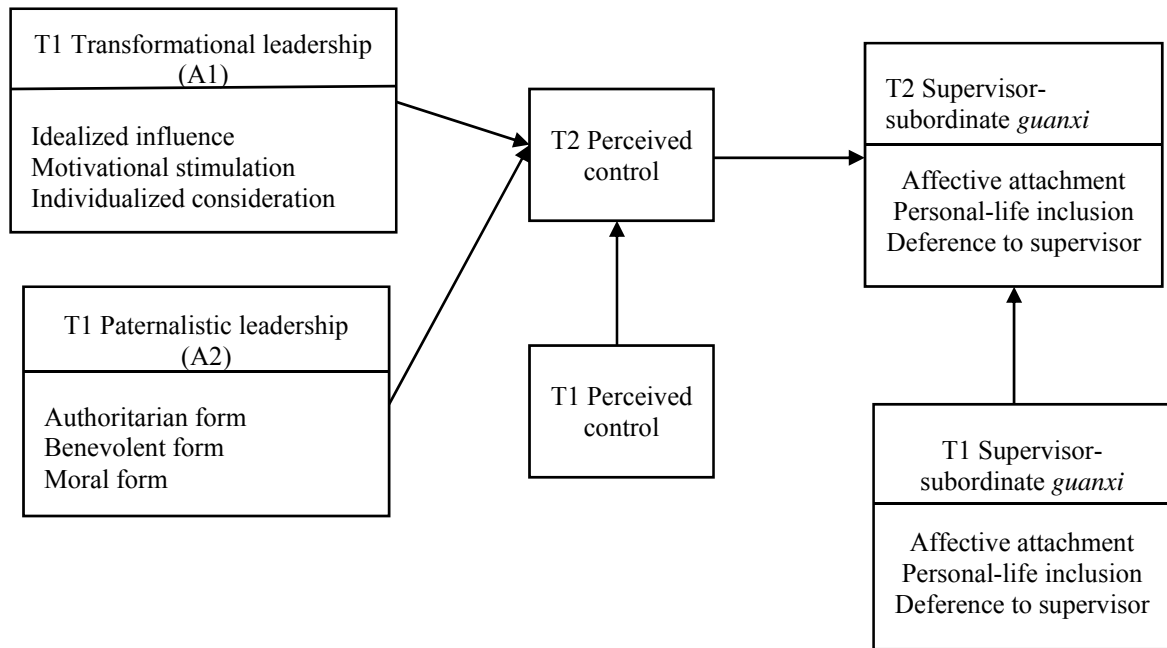 T1 Transformational leadership
(A1)
Idealized influence
Motivational stimulation
Individualized consideration
T1 Paternalistic leadership
(A2)
Authoritarian form
Benevolent form
Moral form
T2 Perceived
control
T1 Perceived
control
T2 Supervisor-
subordinate guanxi
Affective attachment
Personal-life inclusion
Deference to supervisor
T1 Supervisor-
subordinate guanxi
Affective attachment
Personal-life inclusion
Deference to supervisor